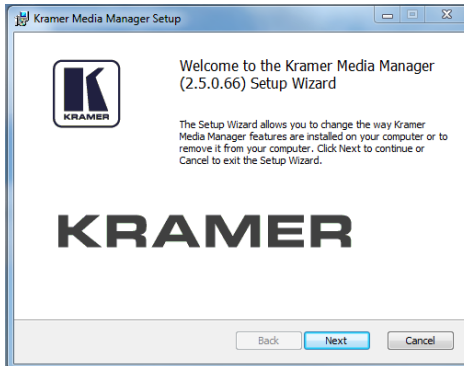 Kramer Media Manager Setup
Welcome to the Kramer Media Manager
(2.5.0.66) Setup Wizard
KRAMER
The Setup Wizard allows you to change the way Kramer
Media Manager features are installed on your computer or to
remove it from your computer. Click Next to continue or
Cancel to exit the Setup Wizard.
KRAMER
Back Next Cancel